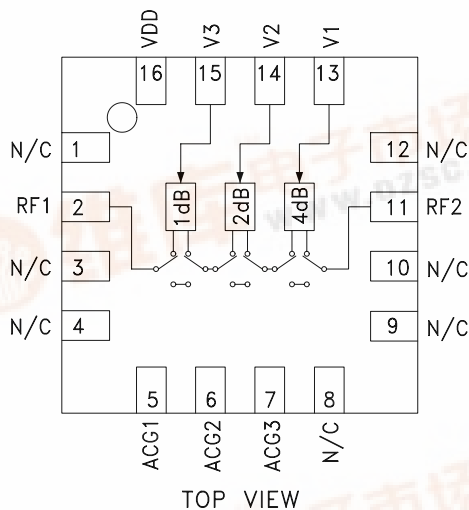 VDD V3 V2 V1
16 15 14 13
N/C 1 12 N/C
RF1 2 1dB 2dB 4dB 11 RF2
N/C 3 10 N/C
N/C 4 9 N/C
5 6 7 8
ACG1 ACG2 ACG3 N/C
TOP VIEW